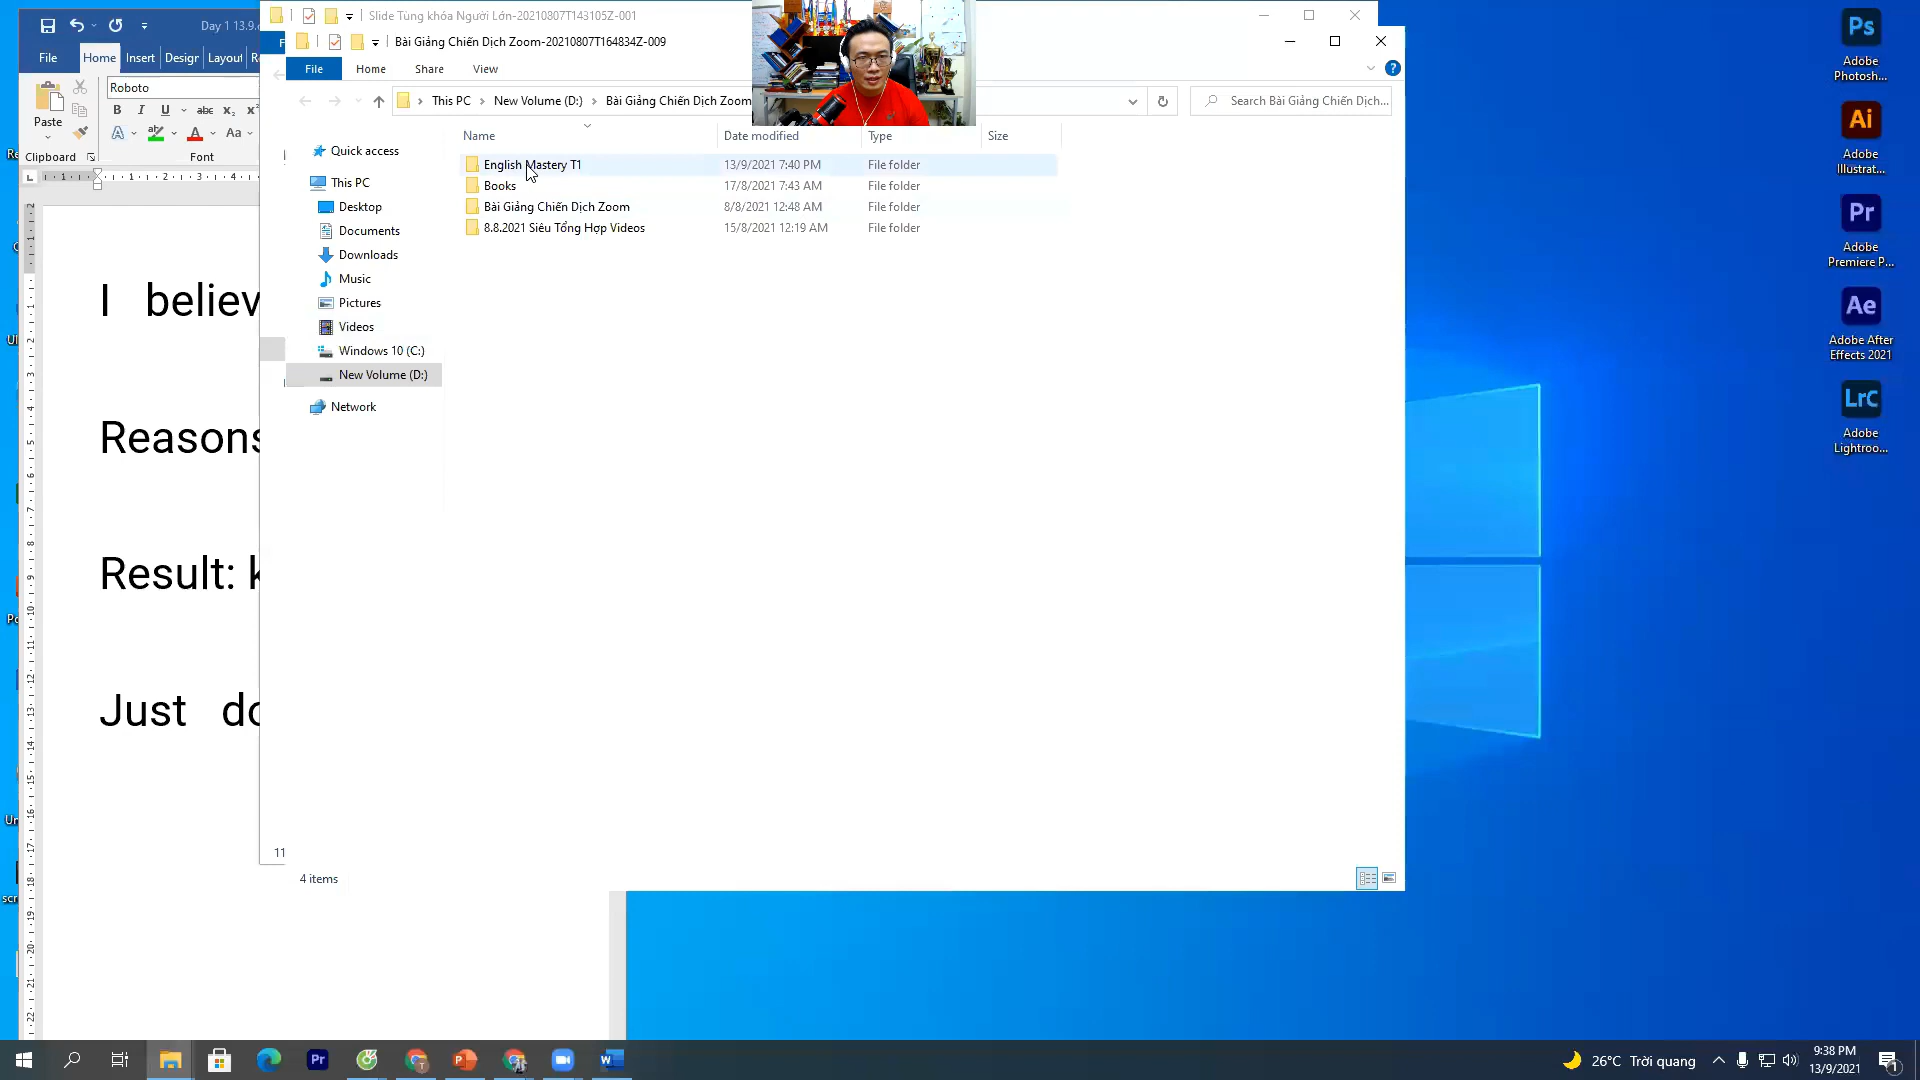 Day 1 13.9.
File Home Insert Design Layout
Paste
Clipboard
Roboto
B I U abc X₂
Aa
Font
I believ
Reasons
Result: k
Just do
Slide Tùng khóa Người Lớn-20210807T143105Z-001
Bài Giảng Chiến Dịch Zoom-20210807T164834Z-009
File Home Share View
This PC > New Volume (D:) > Bài Giảng Chiến Dịch Zoom
Search Bài Giảng Chiến Dịch...
Name Date modified Type Size
English Mastery T1 13/9/2021 7:40 PM File folder
Books 17/8/2021 7:43 AM File folder
Bài Giảng Chiến Dịch Zoom 8/8/2021 12:48 AM File folder
8.8.2021 Siêu Tổng Hợp Videos 15/8/2021 12:19 AM File folder
Quick access
This PC
Desktop
Documents
Downloads
Music
Pictures
Videos
Windows 10 (C:)
New Volume (D:)
Network
11
4 items
Ps
Adobe
Photosh...
Ai
Adobe
Illustrat...
Pr
Adobe
Premiere P...
Ae
Adobe After
Effects 2021
LrC
Adobe
Lightroo...
26°C Trời quang
9:38 PM
13/9/2021